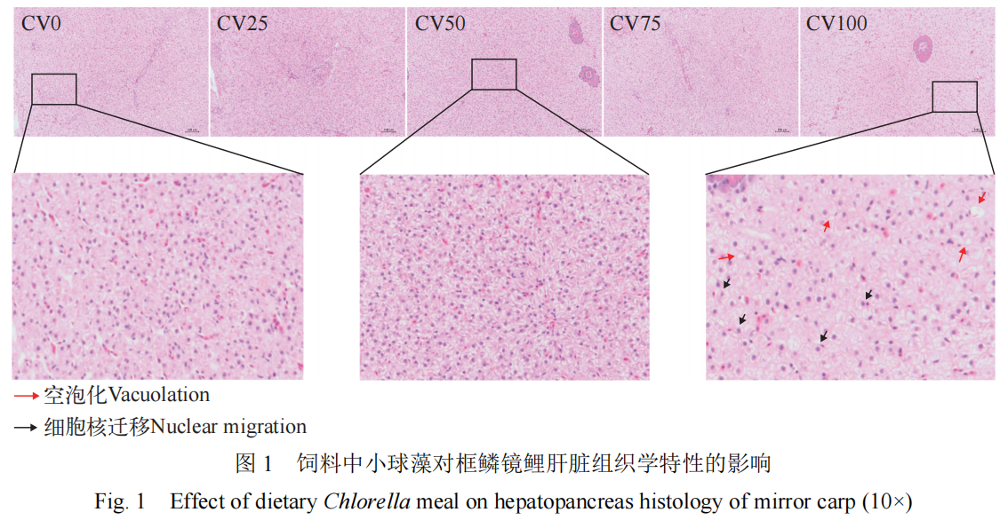 CV0 CV25 CV50 CV75 CV100
空泡化Vacuolation
细胞核迁移Nuclear migration
图 1 饲料中小球藻对框鳞镜鲤肝脏组织学特性的影响
Fig. 1 Effect of dietary Chlorella meal on hepatopancreas histology of mirror carp (10×)